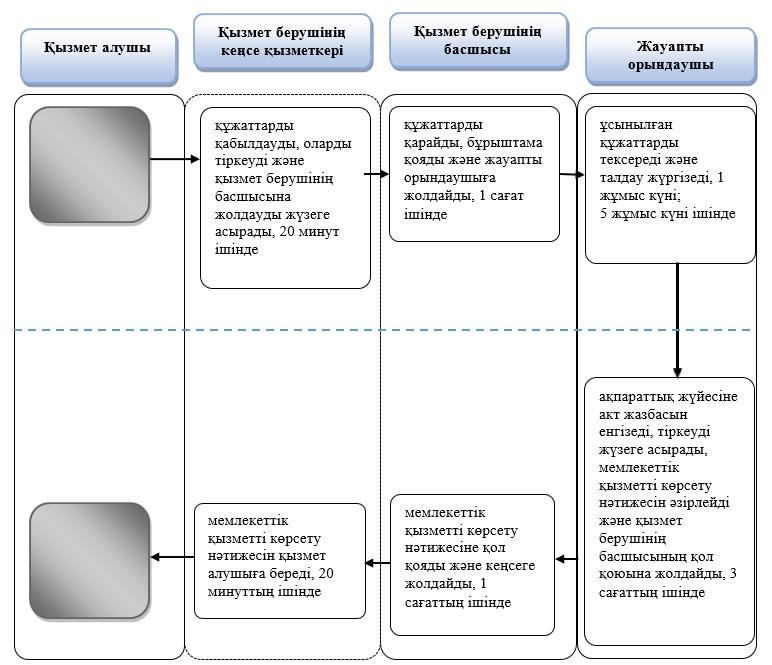 Қызмет алушы
Қызмет берушінің
кеңсе қызметкері
Қызмет берушінің
басшысы
Жауапты
орындаушы
құжаттарды
қабылдауды, оларды
тіркеуді және
қызмет берушінің
басшысына
жолдауды жүзеге
асырады, 20 минут
ішінде
құжаттарды
қарайды, бұрыштама
қояды және жауапты
орындаушыға
жолдайды, 1 сағат
ішінде
ұсынылған
құжаттарды
тексереді және
талдау жүргізеді, 1
жұмыс күні;
5 жұмыс күні ішінде
ақпараттық жүйесіне
акт жазбасын
енгізеді, тіркеуді
жүзеге асырады,
мемлекеттік
қызметті көрсету
нәтижесін әзірлейді
және қызмет
берушінің
басшысының қол
қоюына жолдайды, 3
сағаттың ішінде
мемлекеттік
қызметті көрсету
нәтижесіне қол
қояды және кеңсеге
жолдайды, 1
сағаттың ішінде
мемлекеттік
қызметті көрсету
нәтижесін қызмет
алушыға береді, 20
минуттың ішінде